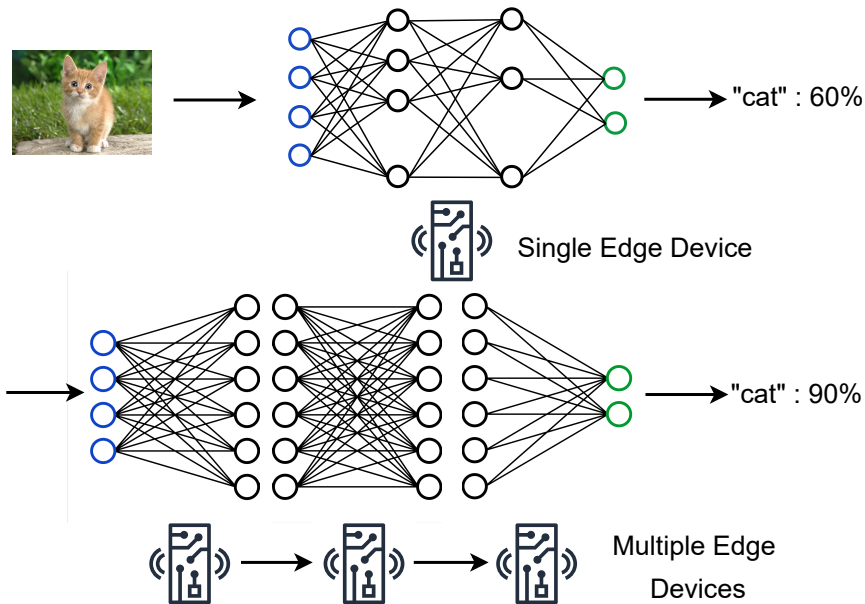 "cat" : 60%
Single Edge Device
"cat" : 90%
Multiple Edge
Devices